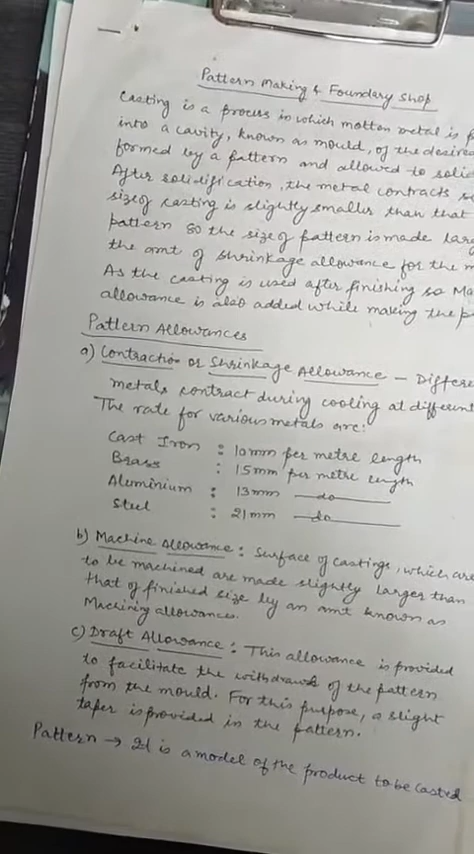 Pattern Making & Foundary Shop
Casting is a process in which motton metal is
into a cavity, known as mould, of the desire
formed by a pattern and allowed to solid
After solidification, the metal contracts
size of casting is slightly smaller than that
pattern so the size of pattern is made larg
the amt of shrinkage allowance for the m
As the casting is used after finishing so Ma
allowance is also added while making the p
Pattern Allowances
a) Contraction or Shrinkage Allowance – Differe
metals contract during cooling at different
The rate for various metals are:
Cast Iron : 10mm per metre length
Brass : 15mm per metre length
Aluminium : 13mm —do—
Steel : 21mm —do—
b) Machine Allowance : Surface of castings, which are
to be machined are made slightly larger than
that of finished size by an amt known as
Machining allowances.
c) Draft Allowance : This allowance is provided
to facilitate the withdrawl of the pattern
from the mould. For this purpose, a slight
taper is provided in the pattern.
Pattern → It is a model of the product to be casted